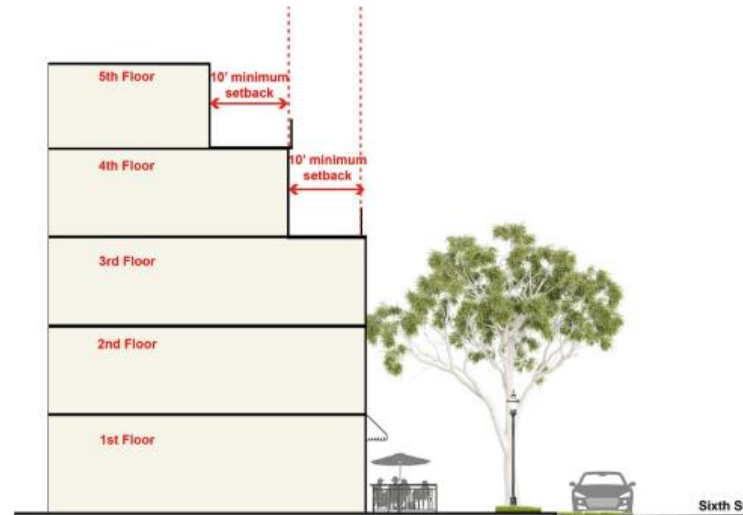 5th Floor
10' minimum
setback
4th Floor
10' minimum
setback
3rd Floor
2nd Floor
1st Floor
Sixth S